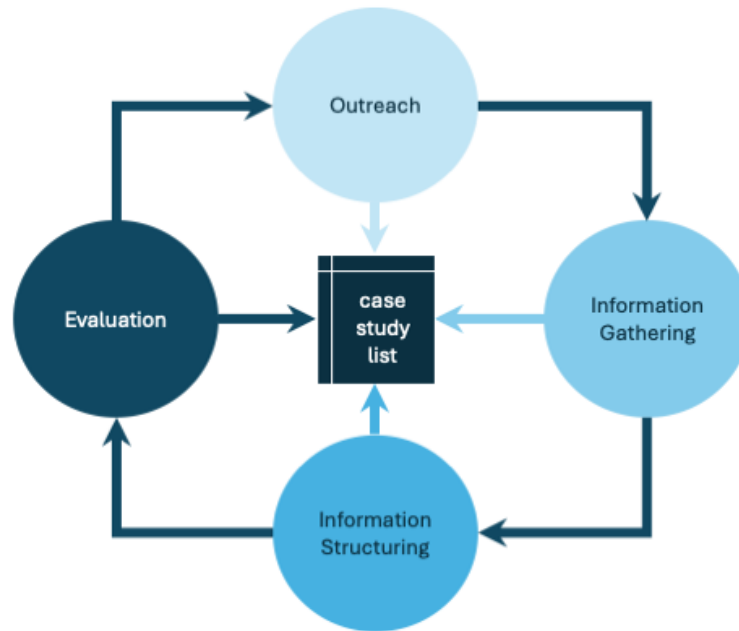 Outreach
Evaluation
case
study
list
Information
Gathering
Information
Structuring